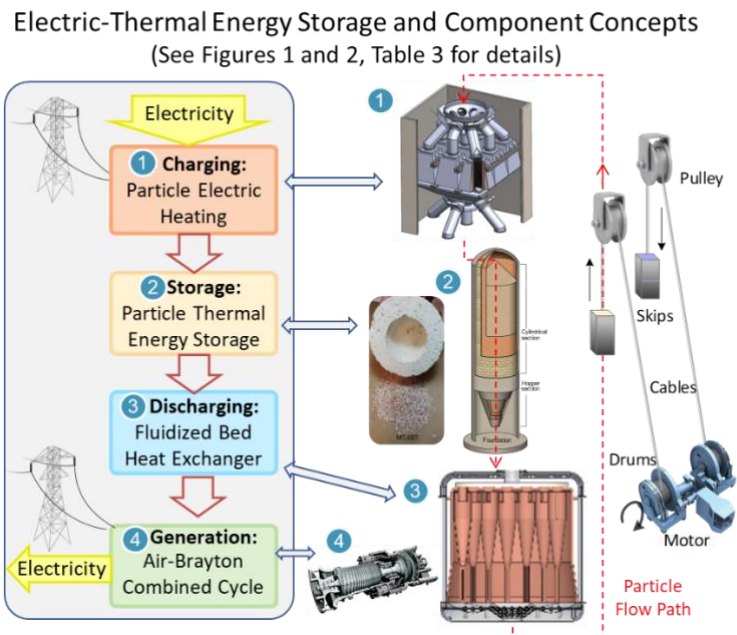 Electric-Thermal Energy Storage and Component Concepts
(See Figures 1 and 2, Table 3 for details)
Electricity
1 Charging:
Particle Electric
Heating
2 Storage:
Particle Thermal
Energy Storage
3 Discharging:
Fluidized Bed
Heat Exchanger
4 Generation:
Air-Brayton
Combined Cycle
Electricity
1
2
Cylindrical
section
Hopper
section
Foundation
3
4
Pulley
Skips
Cables
Drums
Motor
Particle
Flow Path